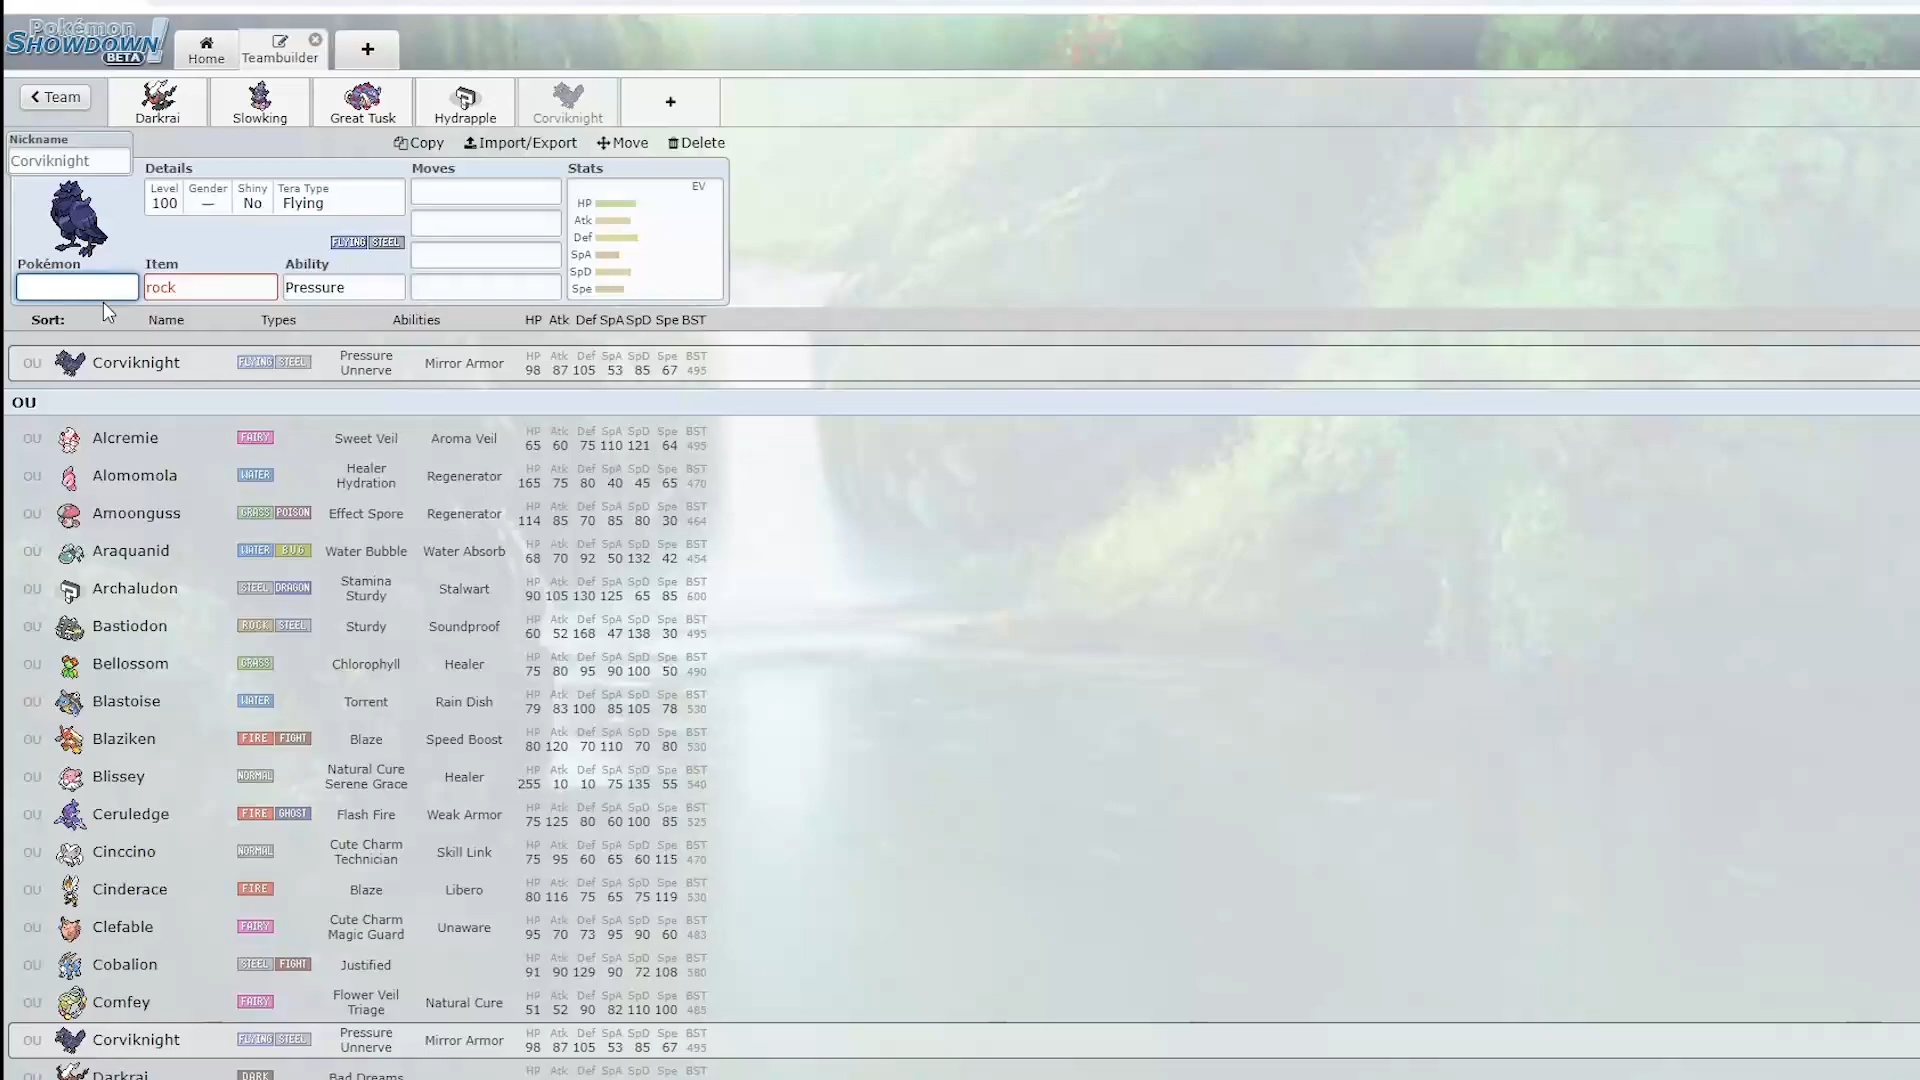 Pokémon
SHOWDOWN!
BETA
Home
Teambuilder
+
Team
Darkrai
Slowking
Great Tusk
Hydrapple
Corviknight
+
Nickname
Corviknight
Copy Import/Export Move Delete
Details
Level Gender Shiny Tera Type
100 — No Flying
FLYING STEEL
Pokémon Item Ability
rock Pressure
Moves
Stats
EV
HP
Atk
Def
SpA
SpD
Spe
Sort: Name Types Abilities HP Atk Def SpA SpD Spe BST
OU Corviknight FLYING STEEL Pressure Unnerve Mirror Armor HP 98 Atk 87 Def 105 SpA 53 SpD 85 Spe 67 BST 495
OU
OU Alcremie FAIRY Sweet Veil Aroma Veil HP 65 Atk 60 Def 75 SpA 110 SpD 121 Spe 64 BST 495
OU Alomomola WATER Healer Hydration Regenerator HP 165 Atk 75 Def 80 SpA 40 SpD 45 Spe 65 BST 470
OU Amoonguss GRASS POISON Effect Spore Regenerator HP 114 Atk 85 Def 70 SpA 85 SpD 80 Spe 30 BST 464
OU Araquanid WATER BUG Water Bubble Water Absorb HP 68 Atk 70 Def 92 SpA 50 SpD 132 Spe 42 BST 454
OU Archaludon STEEL DRAGON Stamina Sturdy Stalwart HP 90 Atk 105 Def 130 SpA 125 SpD 65 Spe 85 BST 600
OU Bastiodon ROCK STEEL Sturdy Soundproof HP 60 Atk 52 Def 168 SpA 47 SpD 138 Spe 30 BST 495
OU Bellossom GRASS Chlorophyll Healer HP 75 Atk 80 Def 95 SpA 90 SpD 100 Spe 50 BST 490
OU Blastoise WATER Torrent Rain Dish HP 79 Atk 83 Def 100 SpA 85 SpD 105 Spe 78 BST 530
OU Blaziken FIRE FIGHT Blaze Speed Boost HP 80 Atk 120 Def 70 SpA 110 SpD 70 Spe 80 BST 530
OU Blissey NORMAL Natural Cure Serene Grace Healer HP 255 Atk 10 Def 10 SpA 75 SpD 135 Spe 55 BST 540
OU Ceruledge FIRE GHOST Flash Fire Weak Armor HP 75 Atk 125 Def 80 SpA 60 SpD 100 Spe 85 BST 525
OU Cinccino NORMAL Cute Charm Technician Skill Link HP 75 Atk 95 Def 60 SpA 65 SpD 60 Spe 115 BST 470
OU Cinderace FIRE Blaze Libero HP 80 Atk 116 Def 75 SpA 65 SpD 75 Spe 119 BST 530
OU Clefable FAIRY Cute Charm Magic Guard Unaware HP 95 Atk 70 Def 73 SpA 95 SpD 90 Spe 60 BST 483
OU Cobalion STEEL FIGHT Justified HP 91 Atk 90 Def 129 SpA 90 SpD 72 Spe 108 BST 580
OU Comfey FAIRY Flower Veil Triage Natural Cure HP 51 Atk 52 Def 90 SpA 82 SpD 110 Spe 100 BST 485
OU Corviknight FLYING STEEL Pressure Unnerve Mirror Armor HP 98 Atk 87 Def 105 SpA 53 SpD 85 Spe 67 BST 495
OU Darkrai DARK Bad Dreams HP Atk Def SpA SpD Spe BST